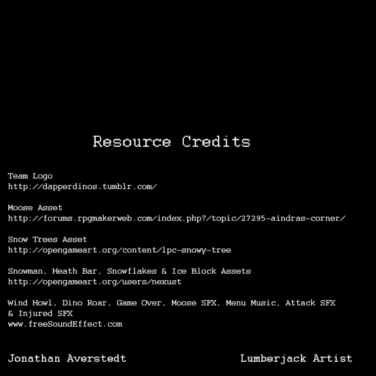 Resource Credits
Team Logo
http://dapperdinos.tumblr.com/
Moose Asset
http://forums.rpgmakerweb.com/index.php?/topic/27295-aindras-corner/
Snow Trees Asset
http://opengameart.org/content/lpc-snowy-tree
Snowman, Heath Bar, Snowflakes & Ice Block Assets
http://opengameart.org/users/nexust
Wind Howl, Dino Roar, Game Over, Moose SFX, Menu Music, Attack SFX
& Injured SFX
www.freeSoundEffect.com
Jonathan Averstedt Lumberjack Artist